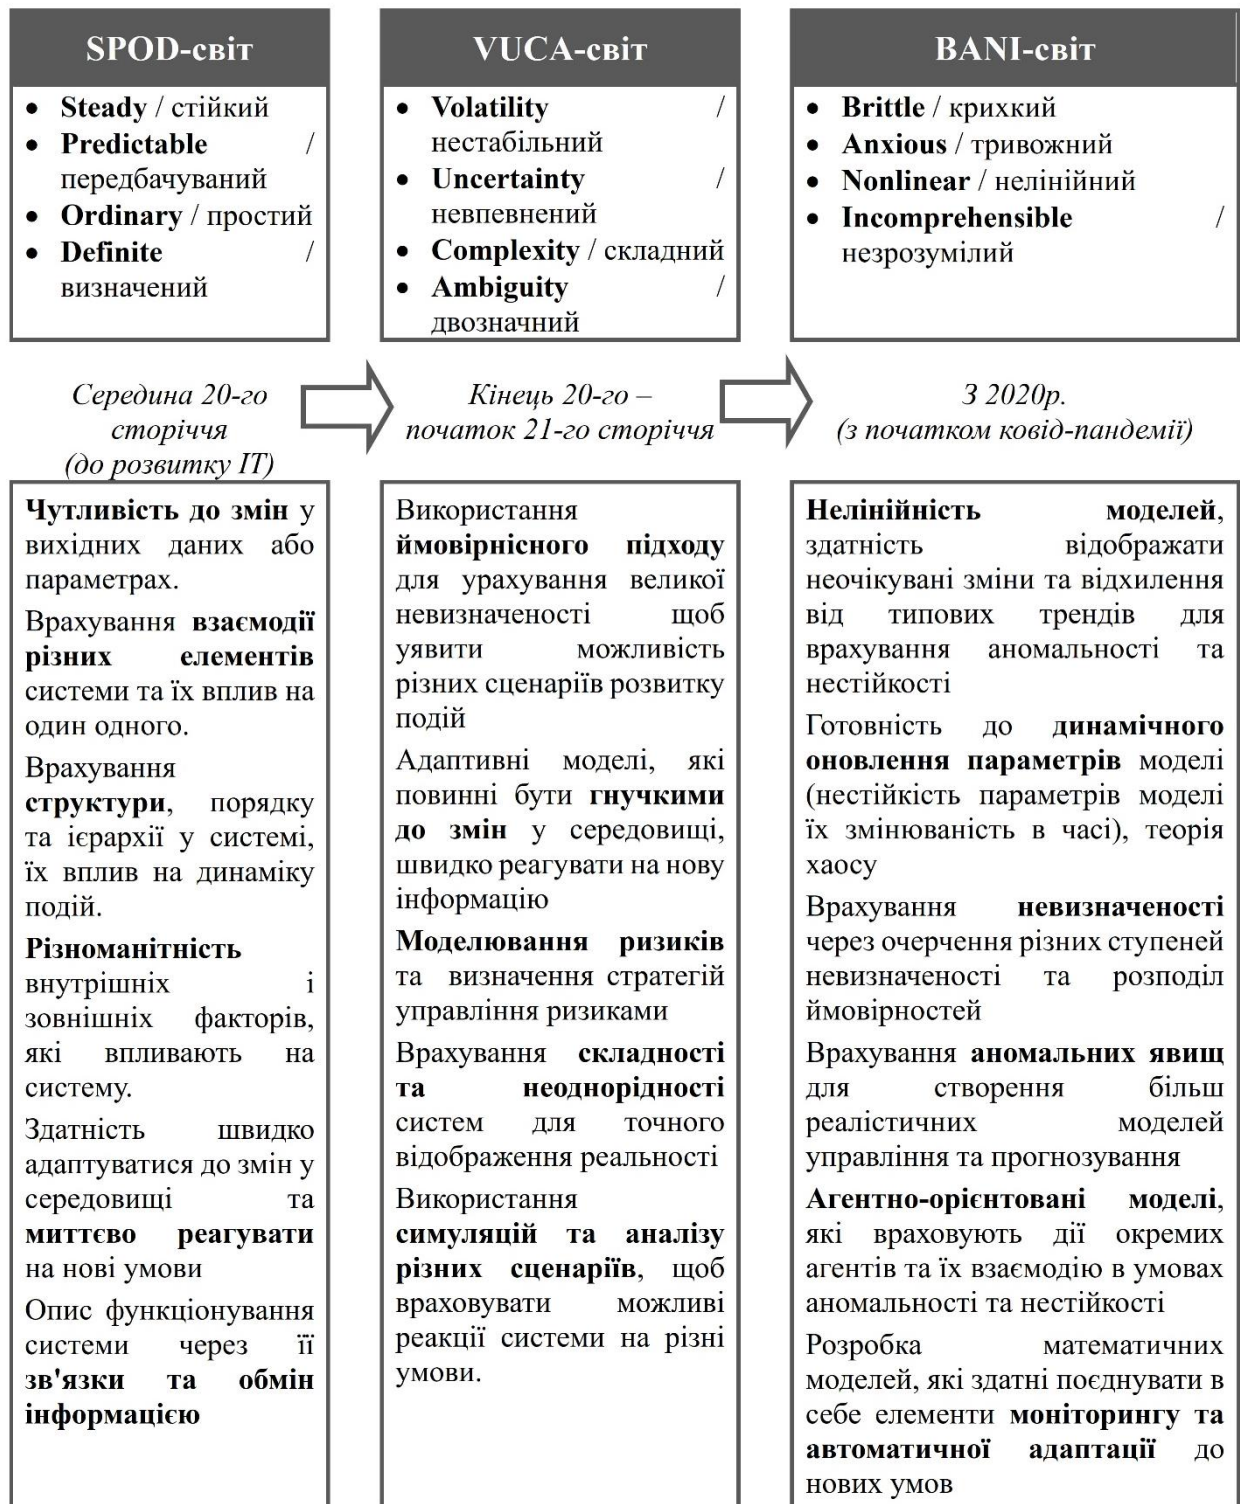 SPOD-світ
• Steady / стійкий
• Predictable /
передбачуваний
• Ordinary / простий
• Definite /
визначений
VUCA-світ
• Volatility /
нестабільний
• Uncertainty /
невпевнений
• Complexity / складний
• Ambiguity /
двозначний
BANI-світ
• Brittle / крихкий
• Anxious / тривожний
• Nonlinear / нелінійний
• Incomprehensible /
незрозумілий
Середина 20-го
сторіччя
(до розвитку ІТ)
Кінець 20-го –
початок 21-го сторіччя
З 2020р.
(з початком ковід-пандемії)
Чутливість до змін у
вихідних даних або
параметрах.
Врахування взаємодії
різних елементів
системи та їх вплив на
один одного.
Врахування
структури, порядку
та ієрархії у системі,
їх вплив на динаміку
подій.
Різноманітність
внутрішніх і
зовнішніх факторів,
які впливають на
систему.
Здатність швидко
адаптуватися до змін у
середовищі та
миттєво реагувати
на нові умови
Опис функціонування
системи через її
зв'язки та обмін
інформацією
Використання
ймовірнісного підходу
для урахування великої
невизначеності щоб
уявити можливість
різних сценаріїв розвитку
подій
Адаптивні моделі, які
повинні бути гнучкими
до змін у середовищі,
швидко реагувати на нову
інформацію
Моделювання ризиків
та визначення стратегій
управління ризиками
Врахування складності
та неоднорідності
систем для точного
відображення реальності
Використання
симуляцій та аналізу
різних сценаріїв, щоб
враховувати можливі
реакції системи на різні
умови.
Нелінійність моделей,
здатність відображати
неочікувані зміни та відхилення
від типових трендів для
врахування аномальності та
нестійкості
Готовність до динамічного
оновлення параметрів моделі
(нестійкість параметрів моделі
їх змінюваність в часі), теорія
хаосу
Врахування невизначеності
через очерчення різних ступеней
невизначеності та розподіл
ймовірностей
Врахування аномальних явищ
для створення більш
реалістичних моделей
управління та прогнозування
Агентно-орієнтовані моделі,
які враховують дії окремих
агентів та їх взаємодію в умовах
аномальності та нестійкості
Розробка математичних
моделей, які здатні поєднувати в
себе елементи моніторингу та
автоматичної адаптації до
нових умов